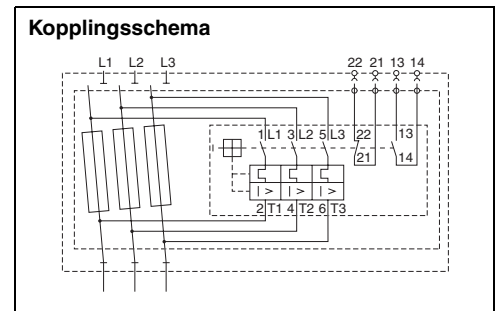 Kopplingsschema
L1 L2 L3 22 21 13 14
1 L1 3 L2 5 L3 22 13
21 14
I > I > I >
2 T1 4 T2 6 T3